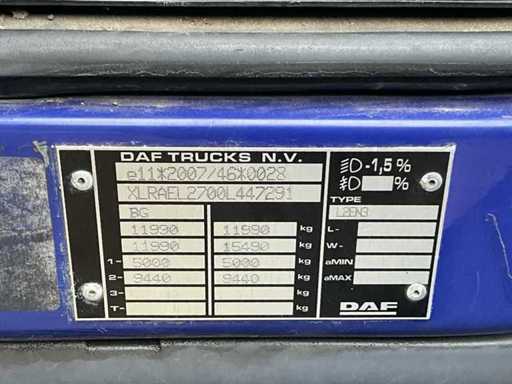 DAF TRUCKS N.V.
e11*2007/46*0028
XLRAEL2700L447291
BG
11990 11990 kg
11990 15490 kg
1- 5000 5000 kg
2- 9440 9440 kg
3- kg
T- kg
-1,5%
%
TYPE
L2EN3
L-
W-
aMIN
aMAX
DAF